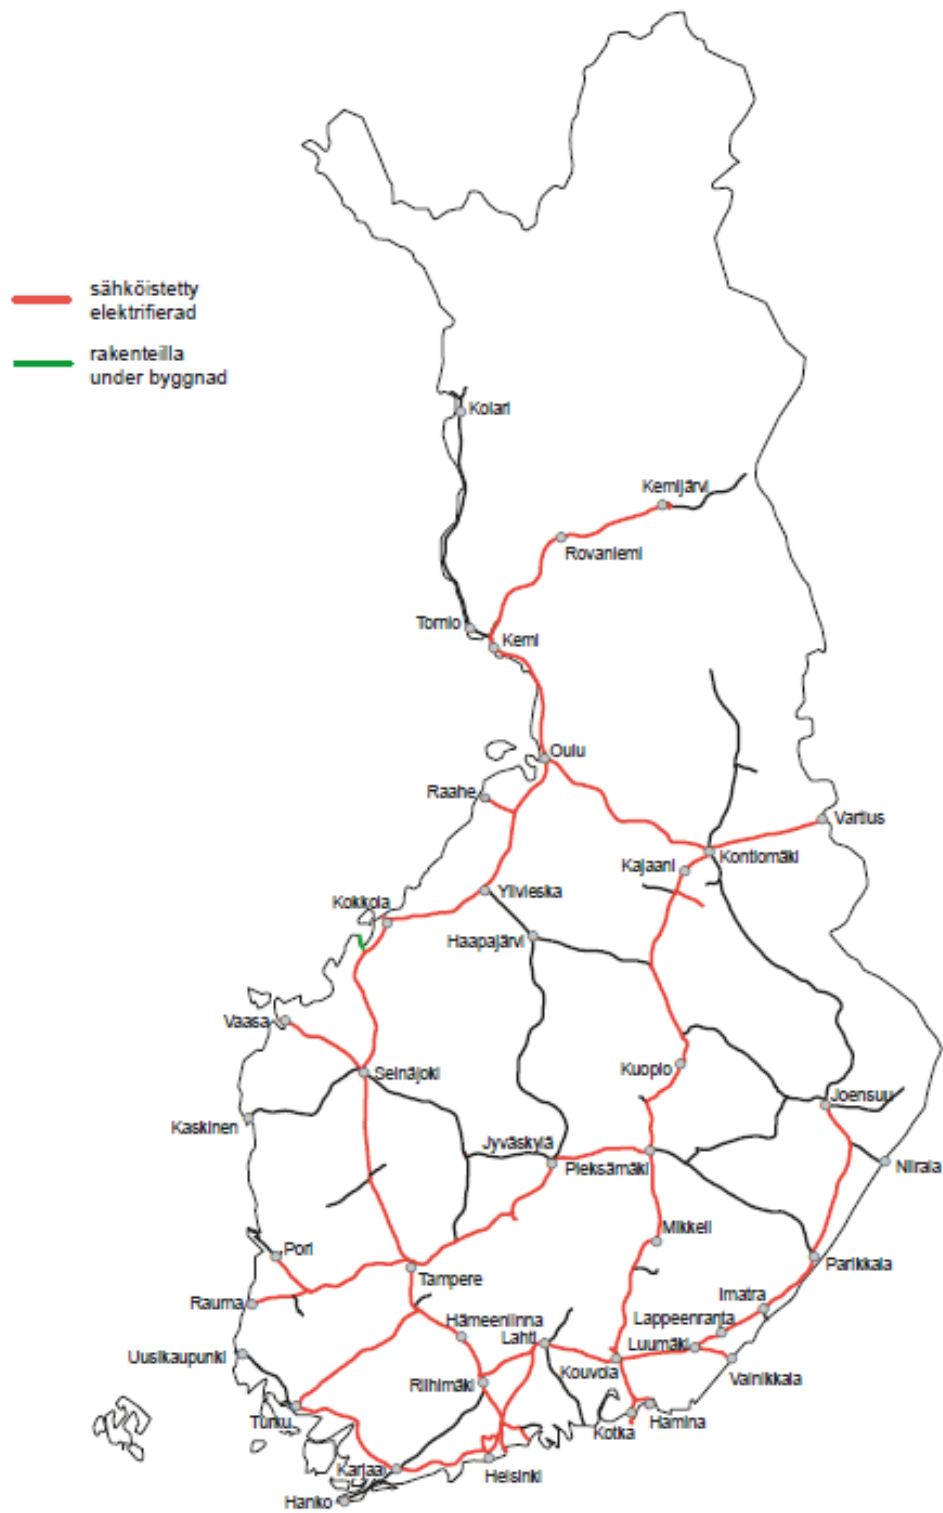 sähköistetty
elektrifierad
rakenteilla
under byggnad
Kolari
Kemijärvi
Rovaniemi
Tornio
Kemi
Oulu
Raahe
Vartius
Kontiomäki
Kajaani
Ylivieska
Kokkola
Haapajärvi
Vaasa
Seinäjoki
Kuopio
Joensuu
Kaskinen
Jyväskylä
Pieksämäki
Niirala
Mikkeli
Pori
Parikkala
Tampere
Rauma
Imatra
Hämeenlinna
Lappeenranta
Lahti
Luumäki
Uusikaupunki
Kouvola
Vainikkala
Riihimäki
Turku
Hamina
Kotka
Karjaa
Helsinki
Hanko